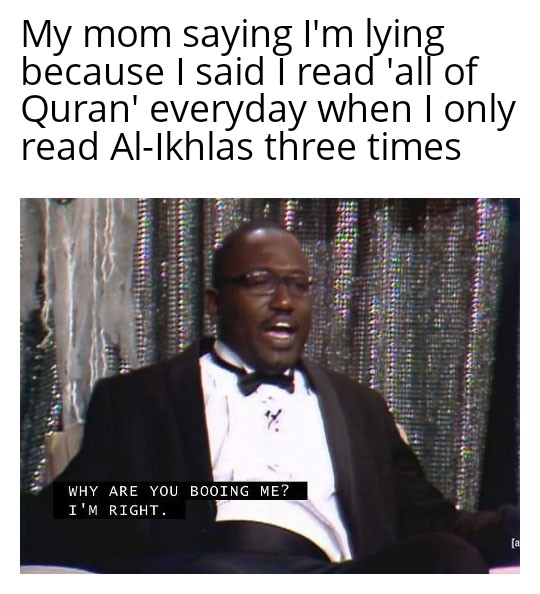 My mom saying I'm lying
because I said I read 'all of
Quran' everyday when I only
read Al-Ikhlas three times
WHY ARE YOU BOOING ME?
I'M RIGHT.
[a